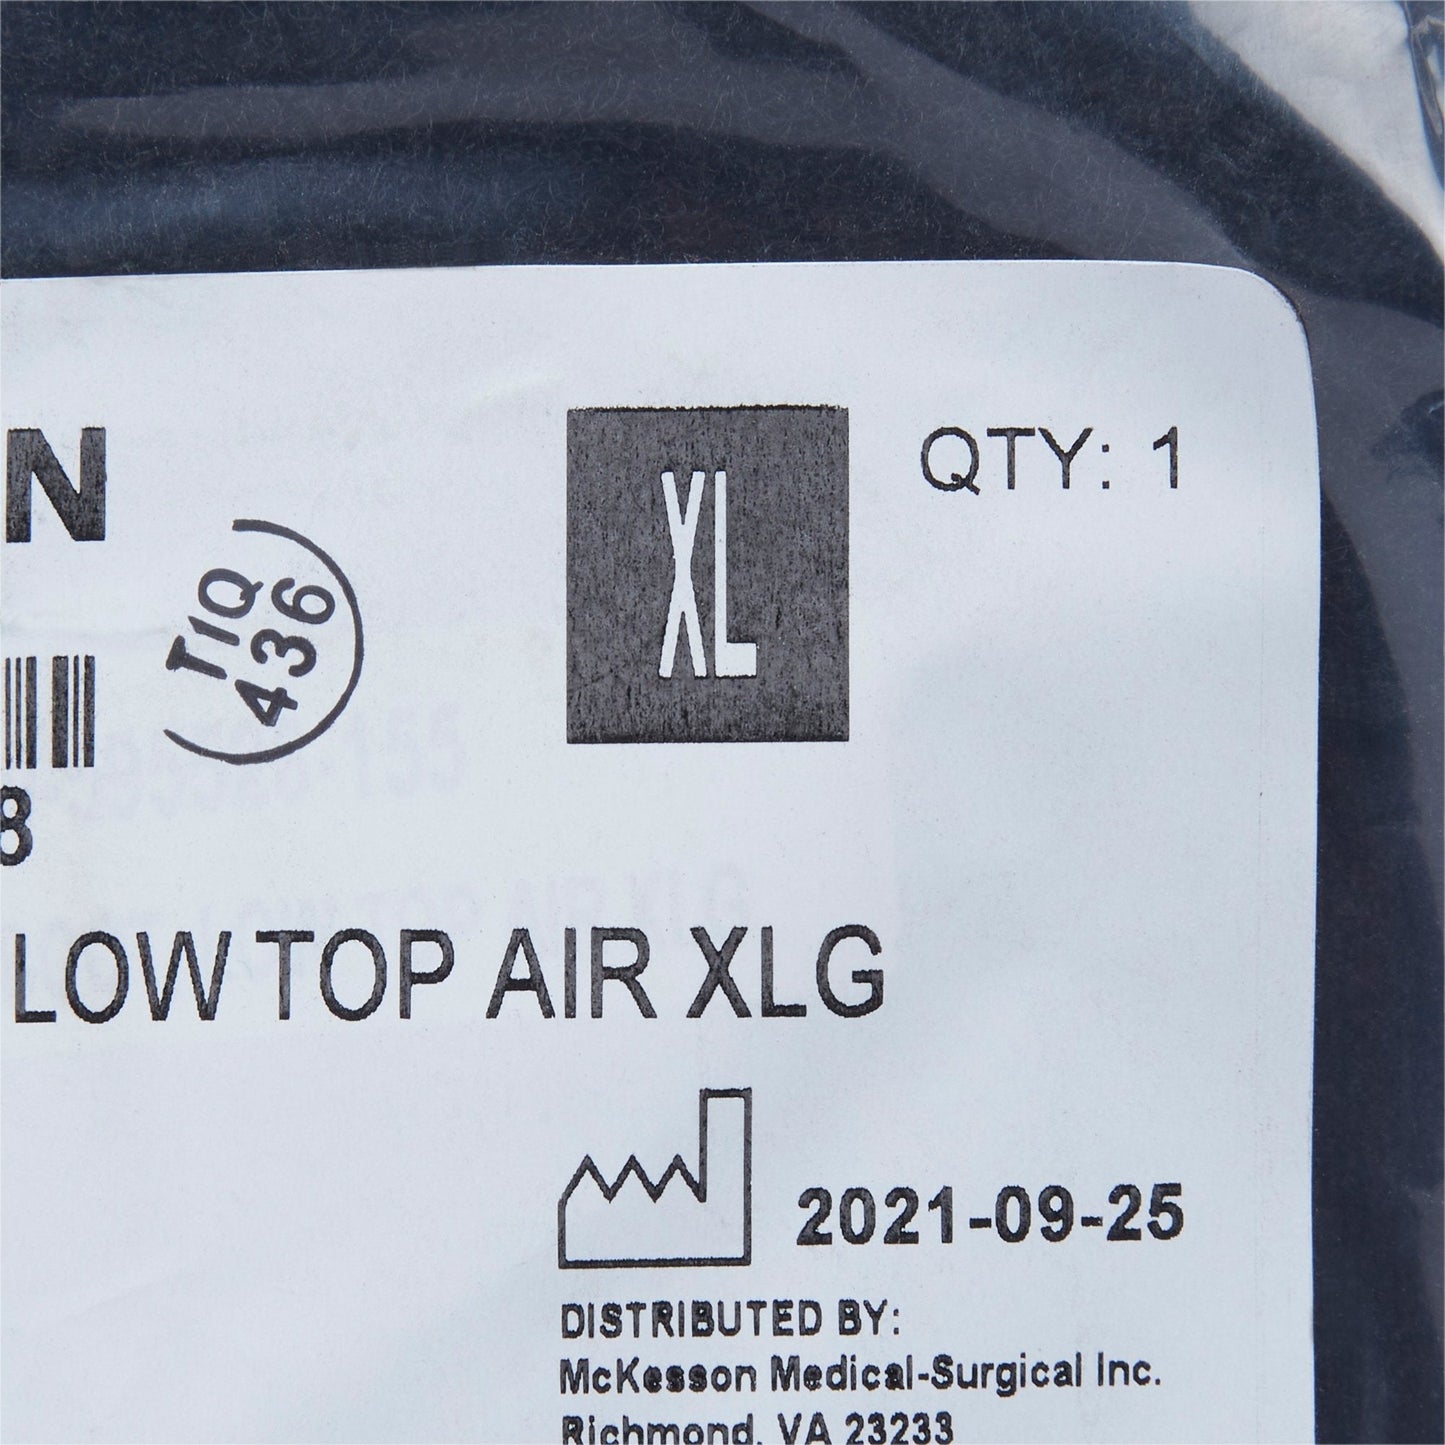 N
XL
QTY: 1
TIQ
436
8
LOW TOP AIR XLG
2021-09-25
DISTRIBUTED BY:
McKesson Medical-Surgical Inc.
Richmond, VA 23233